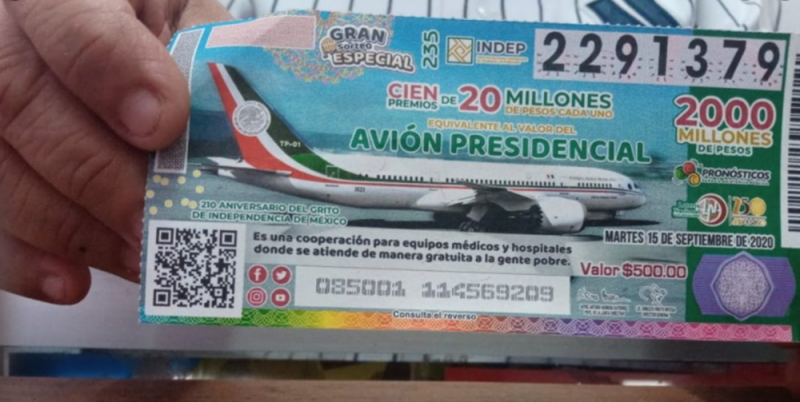 GRAN
sorteo
ESPECIAL
235
INDEP
2291379
CIEN PREMIOS DE 20 MILLONES DE PESOS CADA UNO
EQUIVALENTE AL VALOR DEL
AVIÓN PRESIDENCIAL
2000
MILLONES
DE PESOS
TP-01
PRONÓSTICOS
250
210 ANIVERSARIO DEL GRITO
DE INDEPENDENCIA DE MÉXICO
MARTES 15 DE SEPTIEMBRE DE 2020
Es una cooperación para equipos médicos y hospitales
donde se atiende de manera gratuita a la gente pobre.
Valor $500.00
085001 114569209
Consulta el reverso